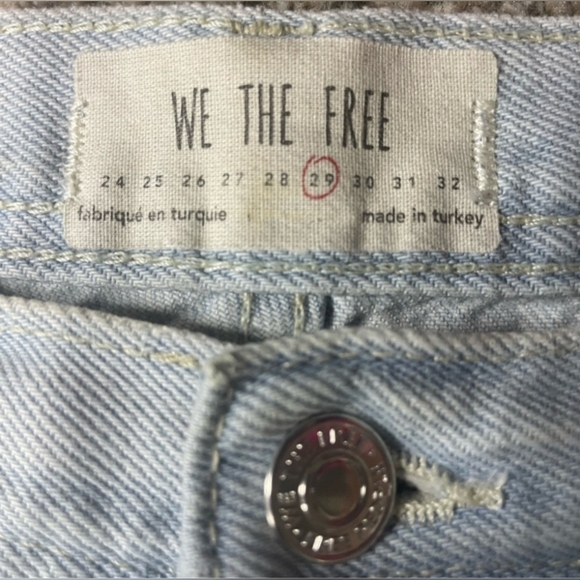 WE THE FREE
24 25 26 27 28 29 30 31 32
fabriqué en turquie made in turkey